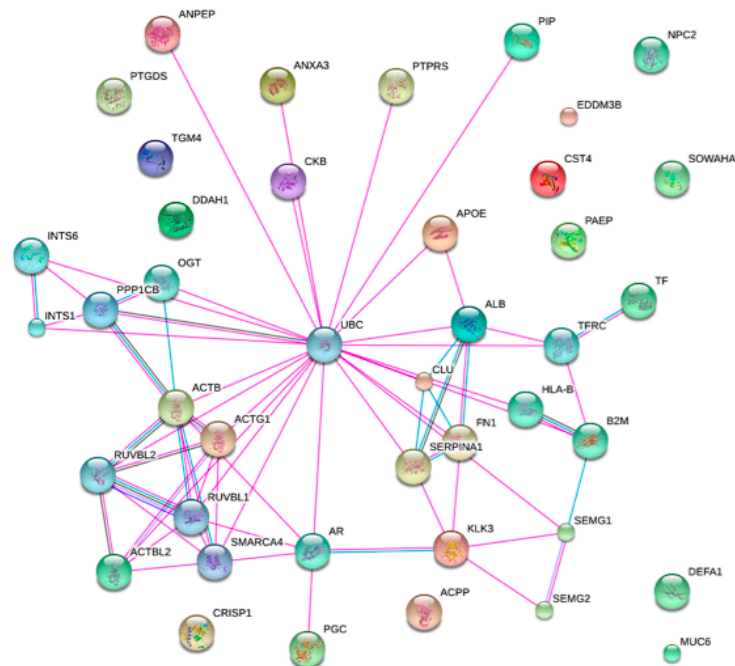 ANPEP
PIP
NPC2
PTGDS
ANXA3
PTPRS
EDDM3B
TGM4
CKB
CST4
SOWAHA
DDAH1
APOE
PAEP
INTS6
OGT
PPP1CB
INTS1
UBC
ALB
TF
TFRC
CLU
HLA-B
ACTB
ACTG1
FN1
B2M
SERPINA1
RUVBL2
RUVBL1
SEMG1
ACTBL2
SMARCA4
AR
KLK3
SEMG2
DEFA1
CRISP1
PGC
ACPP
MUC6